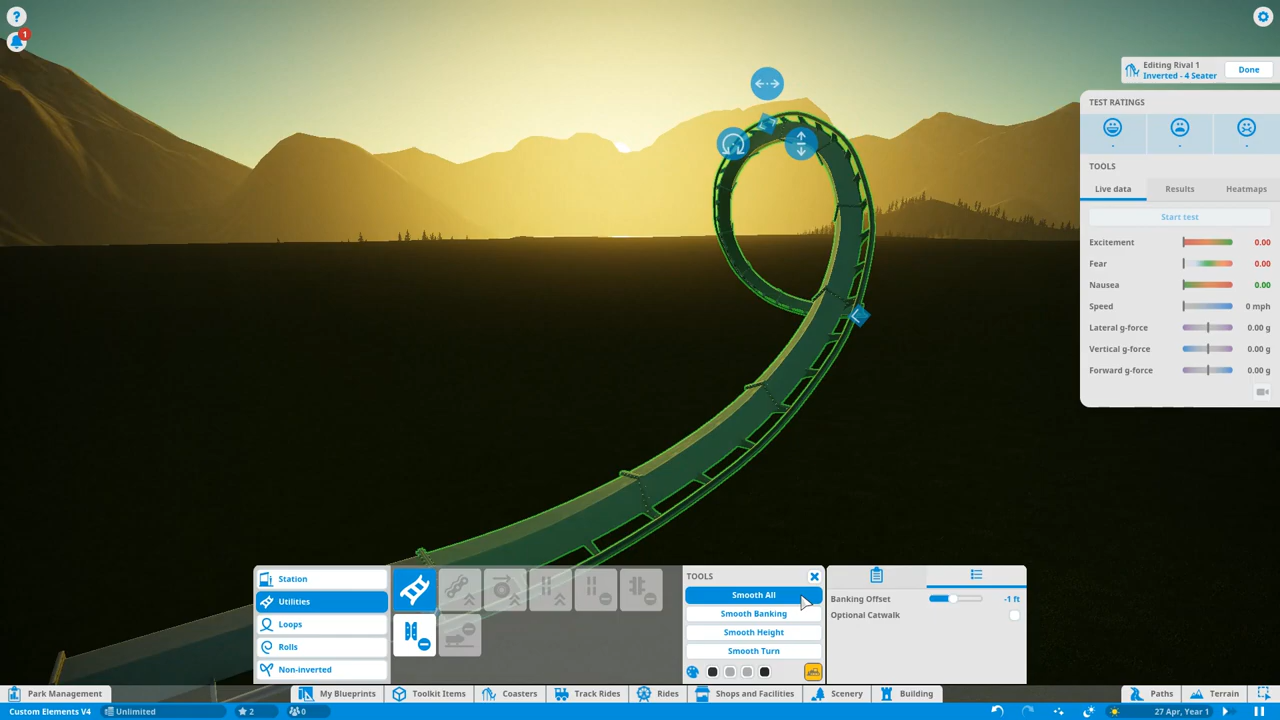 ?
1
Editing Rival 1
Inverted - 4 Seater
Done
TEST RATINGS
- - -
TOOLS
Live data Results Heatmaps
Start test
Excitement 0.00
Fear 0.00
Nausea 0.00
Speed 0 mph
Lateral g-force 0.00 g
Vertical g-force 0.00 g
Forward g-force 0.00 g
Station
Utilities
Loops
Rolls
Non-inverted
TOOLS
Smooth All
Smooth Banking
Smooth Height
Smooth Turn
Banking Offset -1 ft
Optional Catwalk
Park Management My Blueprints Toolkit Items Coasters Track Rides Rides Shops and Facilities Scenery Building Paths Terrain
Custom Elements V4 Unlimited 2 0 27 Apr, Year 1